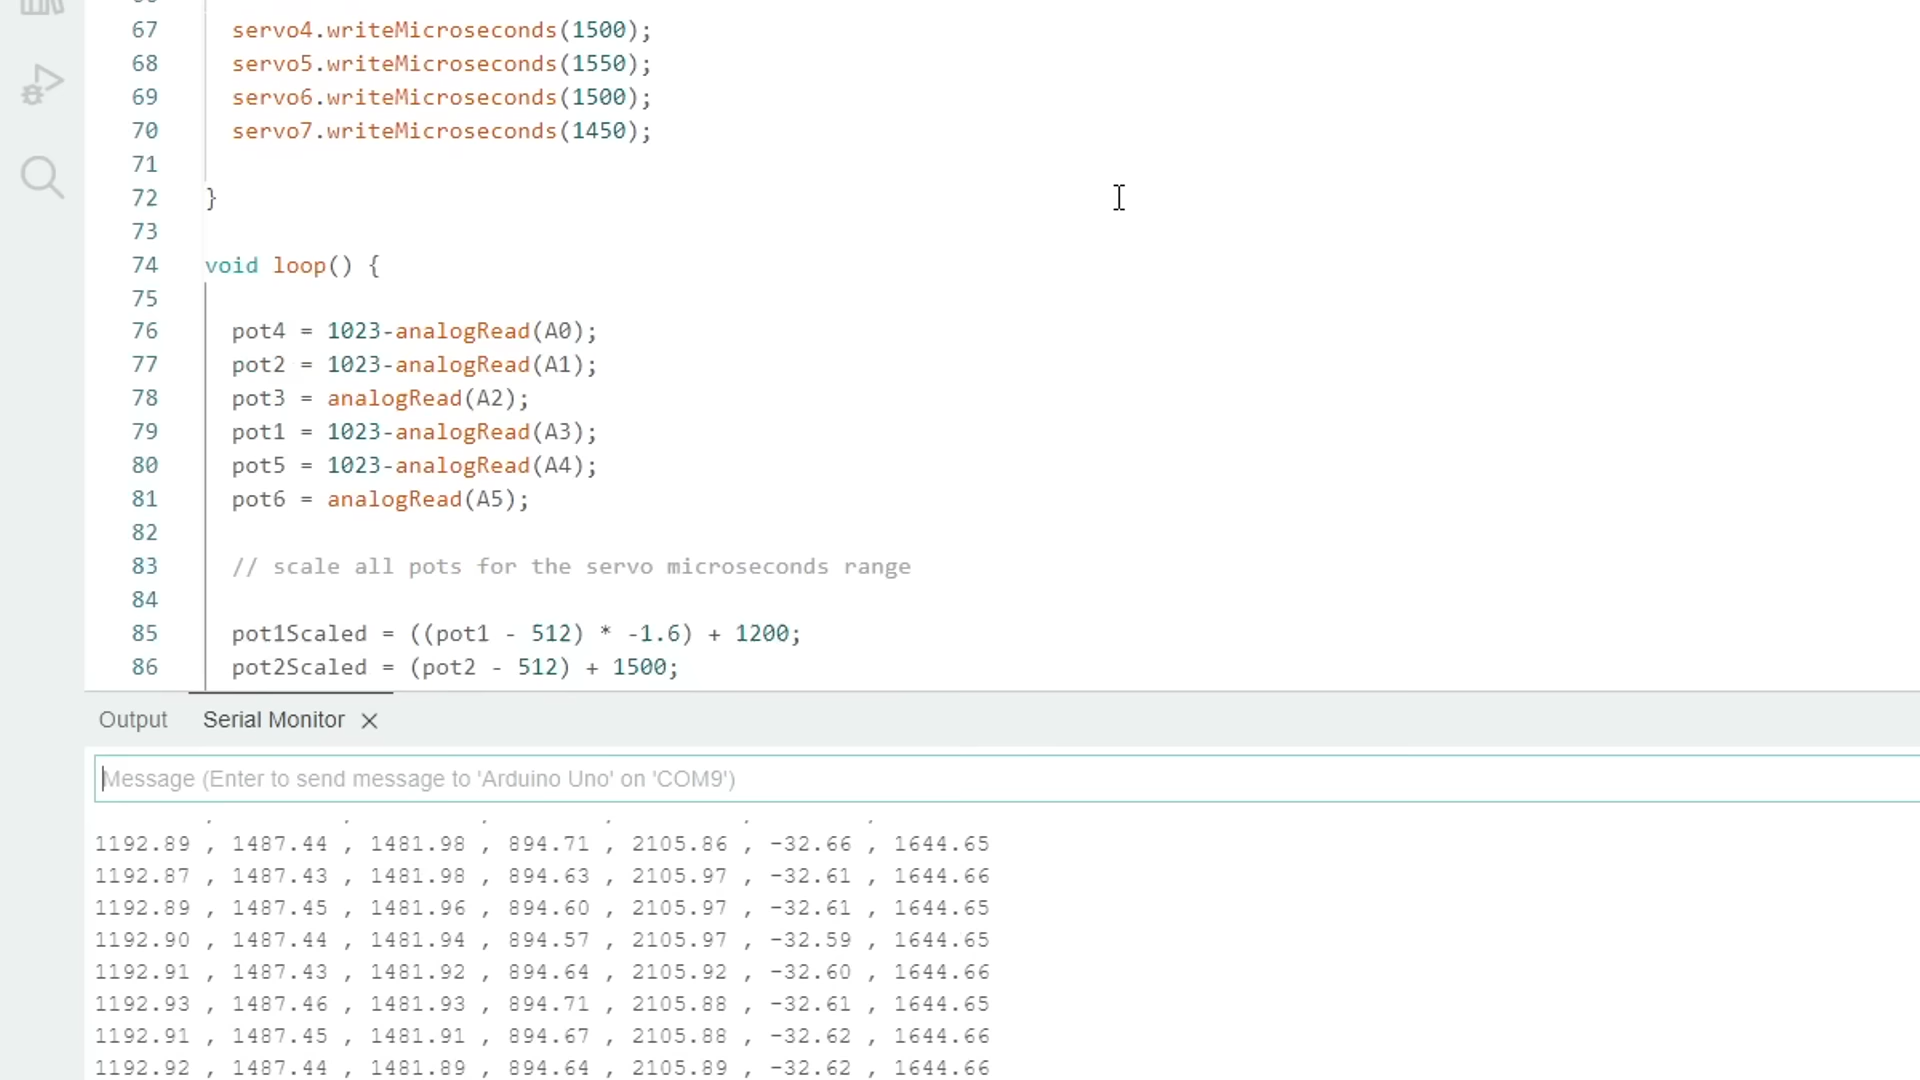 67 servo4.writeMicroseconds(1500);
68 servo5.writeMicroseconds(1550);
69 servo6.writeMicroseconds(1500);
70 servo7.writeMicroseconds(1450);
71
72 }
73
74 void loop() {
75
76 pot4 = 1023-analogRead(A0);
77 pot2 = 1023-analogRead(A1);
78 pot3 = analogRead(A2);
79 pot1 = 1023-analogRead(A3);
80 pot5 = 1023-analogRead(A4);
81 pot6 = analogRead(A5);
82
83 // scale all pots for the servo microseconds range
84
85 pot1Scaled = ((pot1 - 512) * -1.6) + 1200;
86 pot2Scaled = (pot2 - 512) + 1500;
Output Serial Monitor
Message (Enter to send message to 'Arduino Uno' on 'COM9')
1192.89 , 1487.44 , 1481.98 , 894.71 , 2105.86 , -32.66 , 1644.65
1192.87 , 1487.43 , 1481.98 , 894.63 , 2105.97 , -32.61 , 1644.66
1192.89 , 1487.45 , 1481.96 , 894.60 , 2105.97 , -32.61 , 1644.65
1192.90 , 1487.44 , 1481.94 , 894.57 , 2105.97 , -32.59 , 1644.65
1192.91 , 1487.43 , 1481.92 , 894.64 , 2105.92 , -32.60 , 1644.66
1192.93 , 1487.46 , 1481.93 , 894.71 , 2105.88 , -32.61 , 1644.65
1192.91 , 1487.45 , 1481.91 , 894.67 , 2105.88 , -32.62 , 1644.66
1192.92 , 1487.44 , 1481.89 , 894.64 , 2105.89 , -32.62 , 1644.66